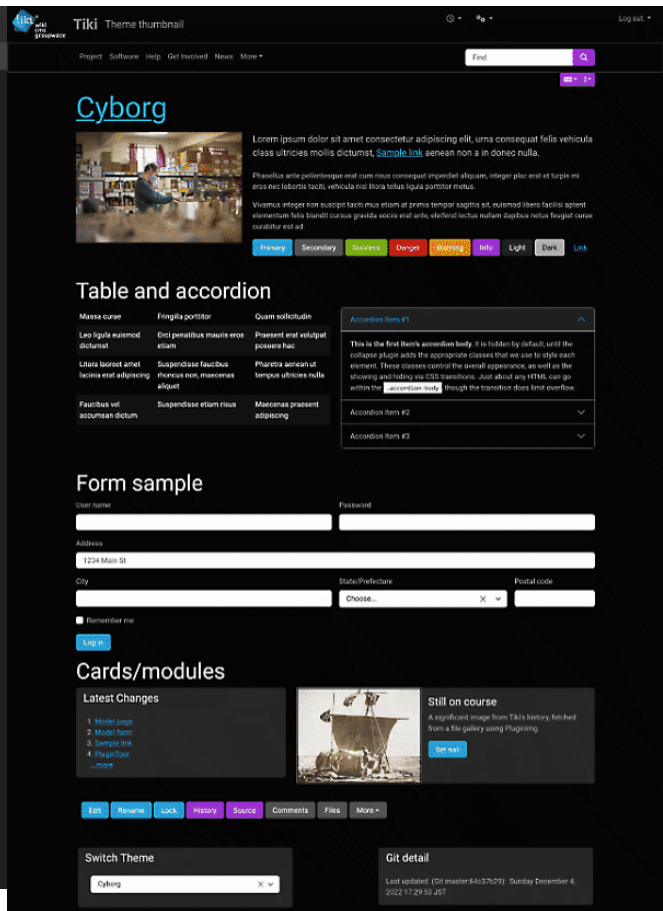 tiki wiki cms groupware
Tiki Theme thumbnail
Log out
Project Software Help Get Involved News More
Find
Cyborg
Lorem ipsum dolor sit amet consectetur adipiscing elit, urna consequat felis vehicula
class ultricies mollis dictumst, Sample link aenean non a in donec nulla.
Phasellus ante pellentesque erat cum risus consequat imperdiet aliquam, integer plac erat et turpis mi
eros nec lobortis taciti, vehicula nisl litora tellus ligula porttitor metus.
Vivamus integer non suscipit taciti mus etiam at primis tempor sagittis sit, euismod libero facilisi aptent
elementum felis blandit cursus gravida sociis erat ante, eleifend lectus nullam dapibus netus feugiat curae
curabitur est ad.
Primary Secondary Success Danger Warning Info Light Dark Link
Table and accordion
Massa curae Fringilla porttitor Quam sollicitudin
Leo ligula euismod dictumst Orci penatibus mauris eros etiam Praesent erat volutpat posuere hac
Litora laoreet amet lacinia erat adipiscing Suspendisse faucibus rhoncus non, maecenas aliquet Pharetra aenean ut tempus ultricies nulla
Faucibus vel accumsan dictum Suspendisse etiam risus Maecenas praesent adipiscing
Accordion Item #1
This is the first item's accordion body. It is hidden by default, until the
collapse plugin adds the appropriate classes that we use to style each
element. These classes control the overall appearance, as well as the
showing and hiding via CSS transitions. Just about any HTML can go
within the .accordion-body, though the transition does limit overflow.
Accordion Item #2
Accordion Item #3
Form sample
User name Password
Address
1234 Main St
City State/Prefecture Postal code
Choose...
Remember me
Log in
Cards/modules
Latest Changes
1. Model page
2. Model form
3. Sample link
4. PluginTour
...more
Still on course
A significant image from Tiki's history, fetched
from a file gallery using PluginImg.
Set sail
Edit Rename Lock History Source Comments Files More
Switch Theme
Cyborg
Git detail
Last updated (Git master:64c37b29): Sunday December 4,
2022 17:29:53 JST